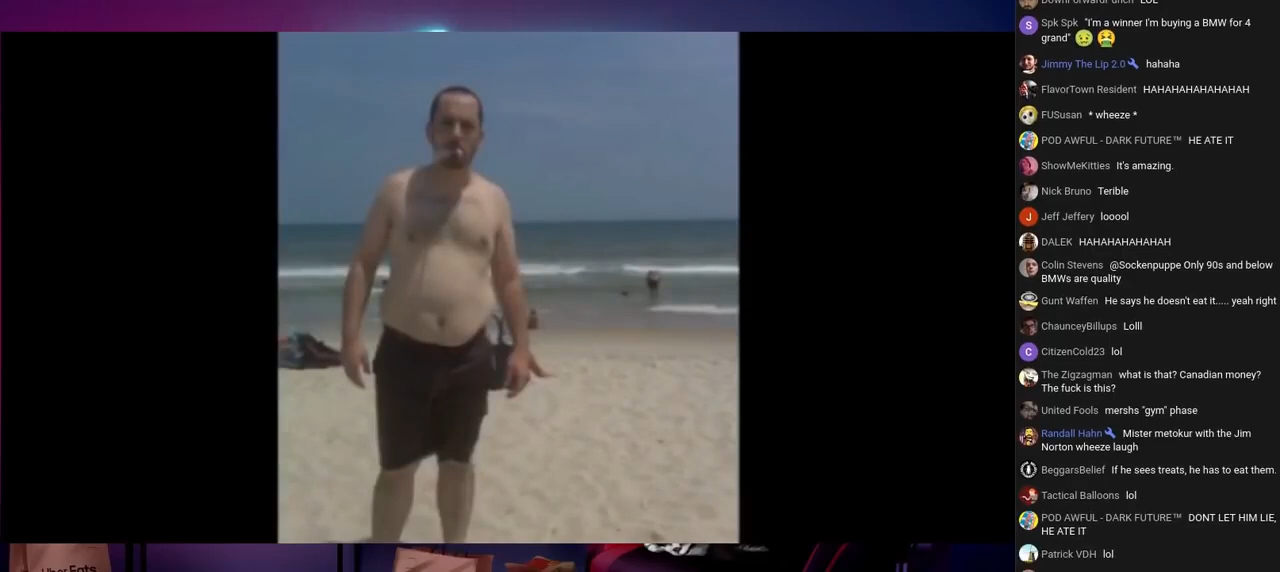 LOL
S Spk Spk "I'm a winner I'm buying a BMW for 4
grand"
Jimmy The Lip 2.0 hahaha
FlavorTown Resident HAHAHAHAHAHAHAH
FUSusan * wheeze *
POD AWFUL - DARK FUTURE™ HE ATE IT
ShowMeKitties It's amazing.
Nick Bruno Terible
J Jeff Jeffery looool
DALEK HAHAHAHAHAHAH
Colin Stevens @Sockenpuppe Only 90s and below
BMWs are quality
Gunt Waffen He says he doesn't eat it..... yeah right
ChaunceyBillups Lolll
C CitizenCold23 lol
The Zigzagman what is that? Canadian money?
The fuck is this?
United Fools mershs "gym" phase
Randall Hahn Mister metokur with the Jim
Norton wheeze laugh
BeggarsBelief If he sees treats, he has to eat them.
Tactical Balloons lol
POD AWFUL - DARK FUTURE™ DONT LET HIM LIE,
HE ATE IT
Patrick VDH lol
Uber Eats